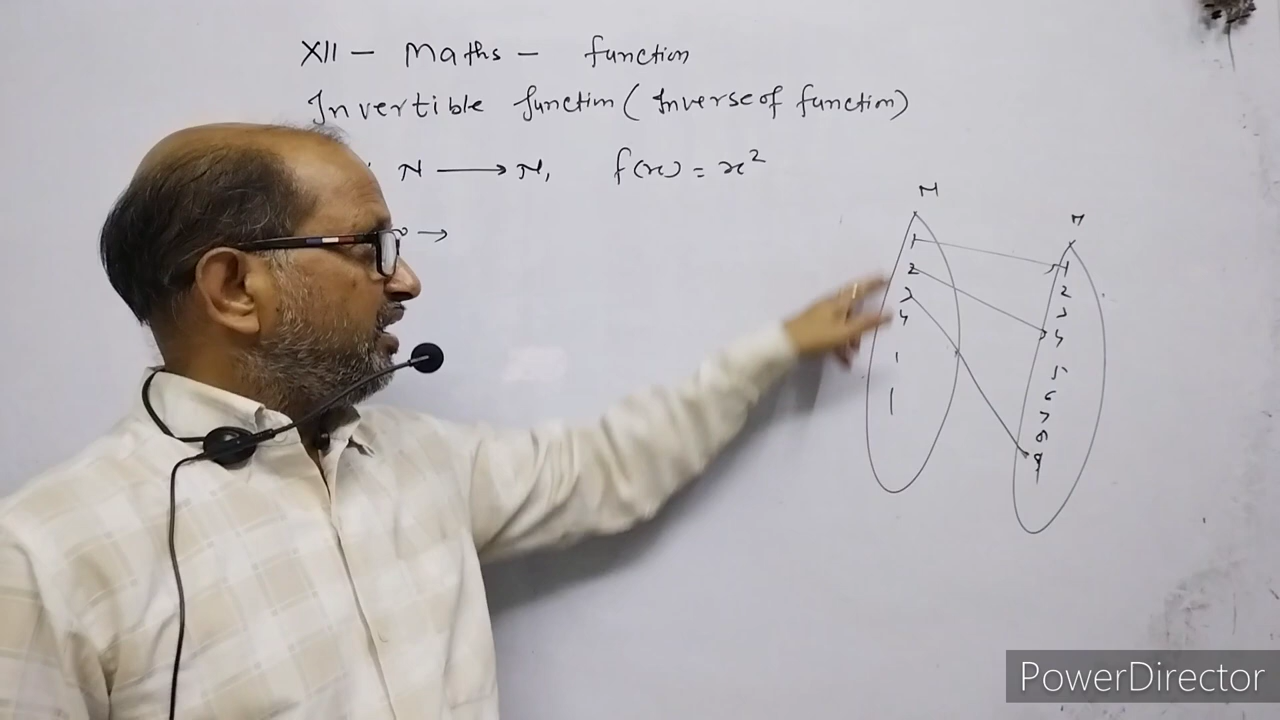 XII — Maths — function
Invertible function (Inverse of function)
N → N, f(x) = x²
→
N
N
1
2
3
4
1
2
3
4
5
6
7
8
9
PowerDirector